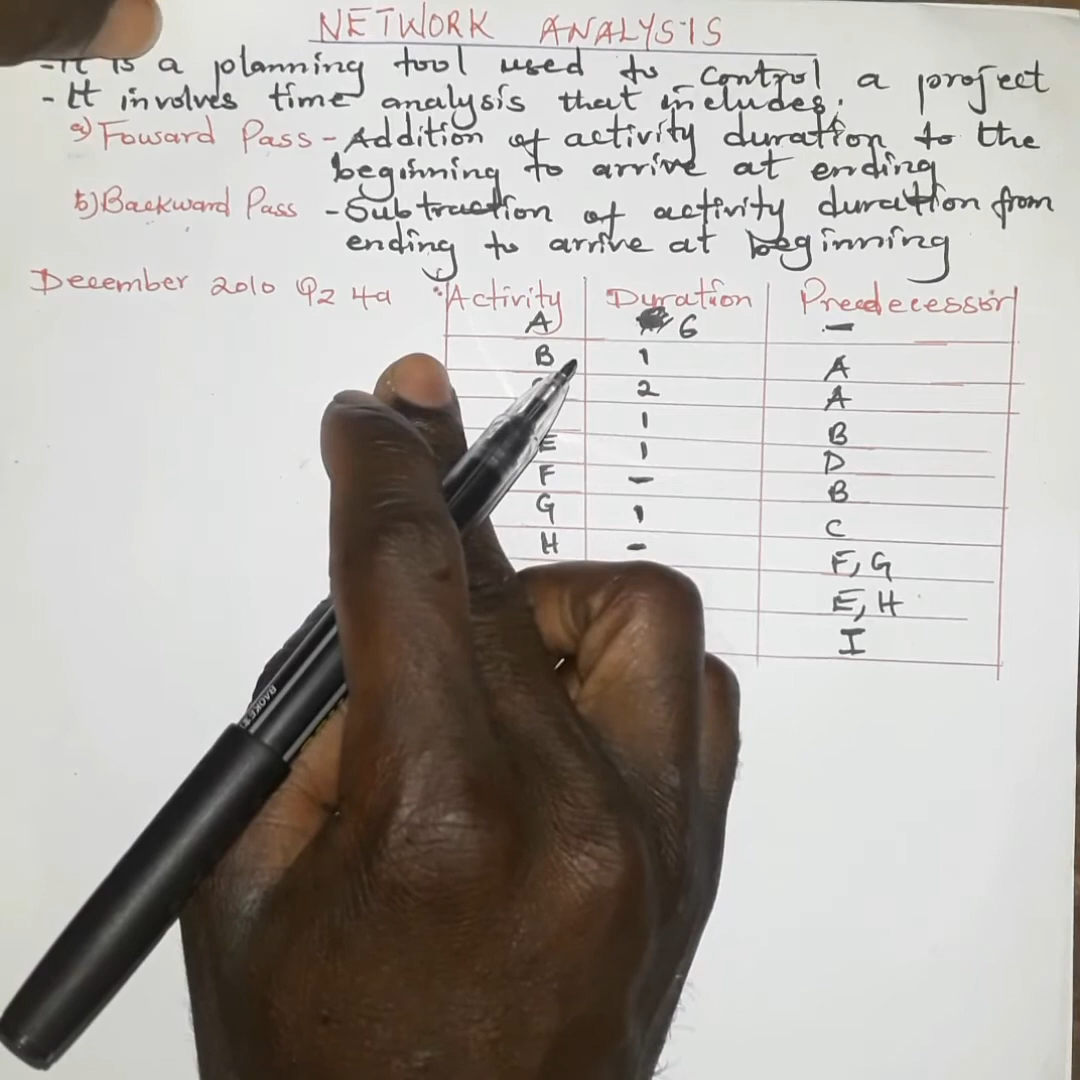 NETWORK ANALYSIS
-It is a planning tool used to control a project
- It involves time analysis that includes;
a) Foward Pass - Addition of activity duration to the
beginning to arrive at ending
b) Backward Pass - Subtraction of activity duration from
ending to arrive at beginning
December 2010 Q2 4a
Activity Duration Predecessor
A 6 -
B 1 A
2 A
1 B
E 1 D
F - B
G 1 C
H - F, G
E, H
I